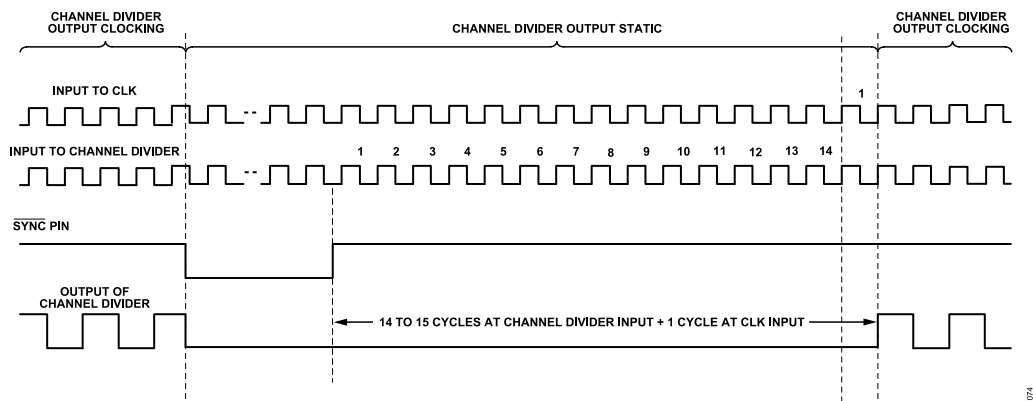 CHANNEL DIVIDER
OUTPUT CLOCKING
CHANNEL DIVIDER OUTPUT STATIC
CHANNEL DIVIDER
OUTPUT CLOCKING
INPUT TO CLK
1
INPUT TO CHANNEL DIVIDER
1 2 3 4 5 6 7 8 9 10 11 12 13 14
SYNC PIN
OUTPUT OF
CHANNEL DIVIDER
14 TO 15 CYCLES AT CHANNEL DIVIDER INPUT + 1 CYCLE AT CLK INPUT
074